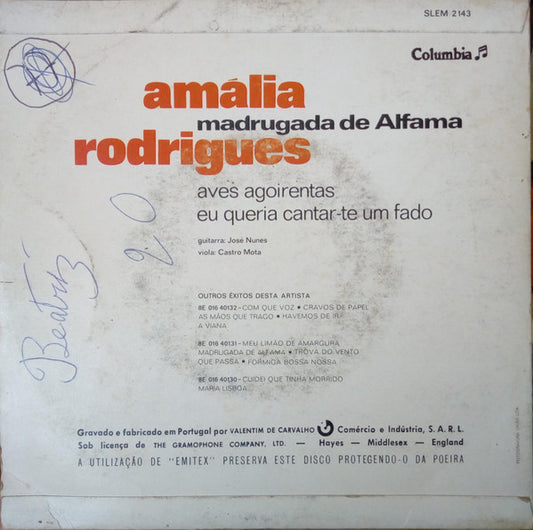 SLEM 2143
Columbia
amália
madrugada de Alfama
rodrigues
aves agoirentas
eu queria cantar-te um fado
guitarra: José Nunes
viola: Castro Mota
20
Beatriz
OUTROS ÊXITOS DESTA ARTISTA
8E 016 40132 - COM QUE VOZ • CRAVOS DE PAPEL
AS MÃOS QUE TRAGO • HAVEMOS DE IR
A VIANA
8E 016 40131 - MEU LIMÃO DE AMARGURA
MADRUGADA DE ALFAMA • TROVA DO VENTO
QUE PASSA • FORMIGA BOSSA NOSSA
8E 016 40130 - CUIDEI QUE TINHA MORRIDO
MARIA LISBOA
Gravado e fabricado em Portugal por VALENTIM DE CARVALHO Comércio e Indústria, S. A. R. L.
Sob licença de THE GRAMOPHONE COMPANY, LTD. — Hayes — Middlesex — England
A UTILIZAÇÃO DE "EMITEX" PRESERVA ESTE DISCO PROTEGENDO-O DA POEIRA